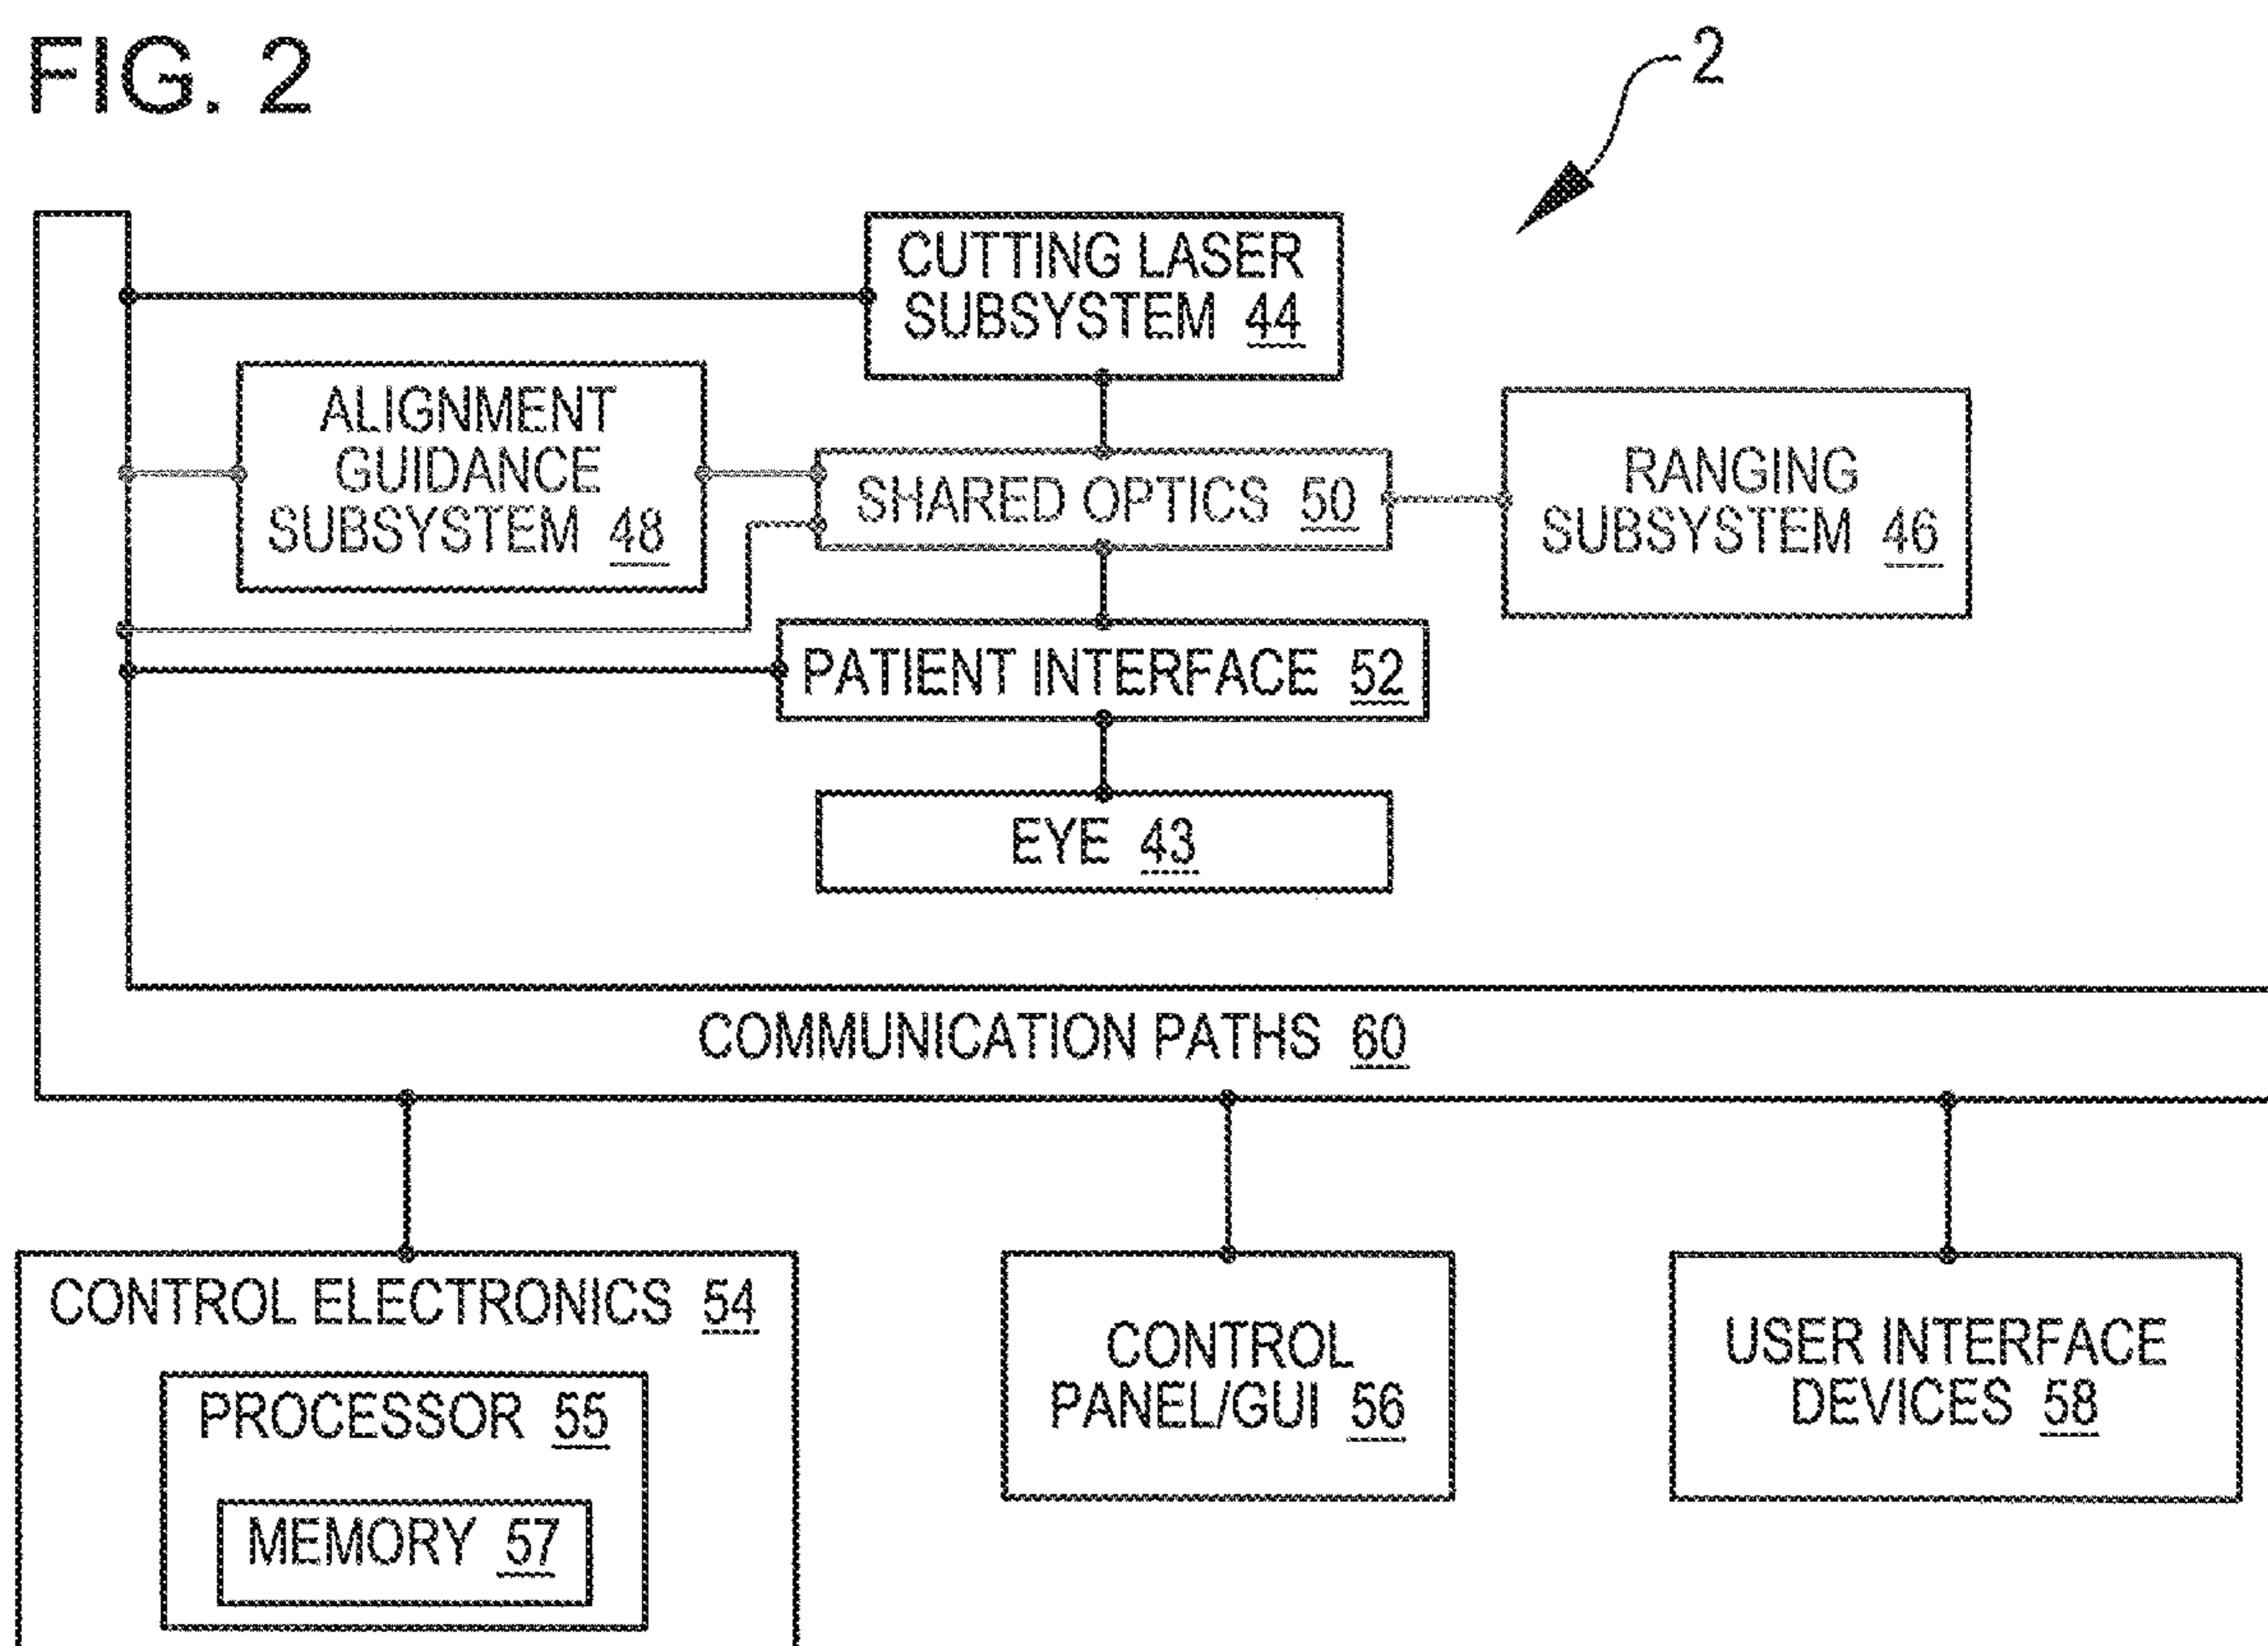 FIG. 2
2
CUTTING LASER
SUBSYSTEM 44
ALIGNMENT
GUIDANCE
SUBSYSTEM 48
SHARED OPTICS 50
RANGING
SUBSYSTEM 46
PATIENT INTERFACE 52
EYE 43
COMMUNICATION PATHS 60
CONTROL ELECTRONICS 54
PROCESSOR 55
MEMORY 57
CONTROL
PANEL/GUI 56
USER INTERFACE
DEVICES 58